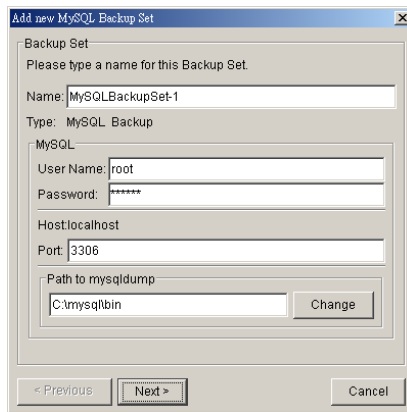 Add new MySQL Backup Set
Backup Set
Please type a name for this Backup Set.
Name: MySQLBackupSet-1
Type: MySQL Backup
MySQL
User Name: root
Password: ******
Host:localhost
Port: 3306
Path to mysqldump
C:\mysql\bin Change
< Previous Next > Cancel